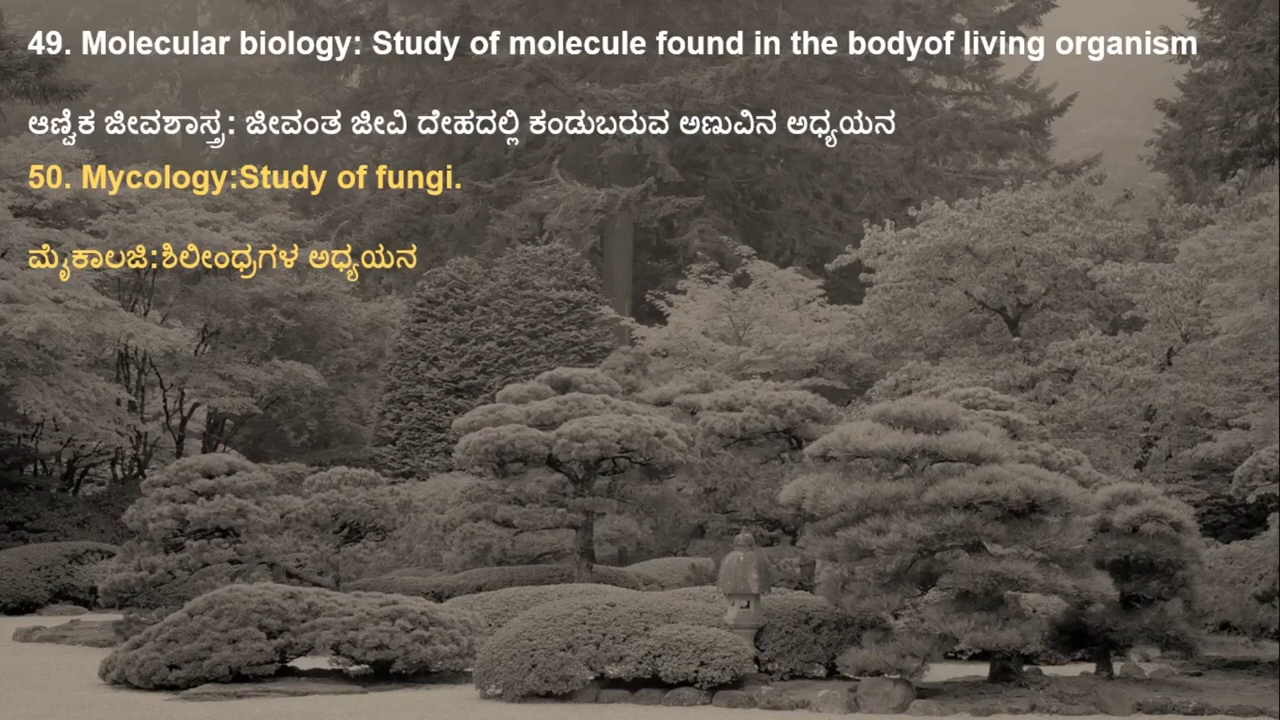 49. Molecular biology: Study of molecule found in the bodyof living organism
ಆಣ್ವಿಕ ಜೀವಶಾಸ್ತ್ರ: ಜೀವಂತ ಜೀವಿ ದೇಹದಲ್ಲಿ ಕಂಡುಬರುವ ಅಣುವಿನ ಅಧ್ಯಯನ
50. Mycology:Study of fungi.
ಮೈಕಾಲಜಿ:ಶಿಲೀಂಧ್ರಗಳ ಅಧ್ಯಯನ